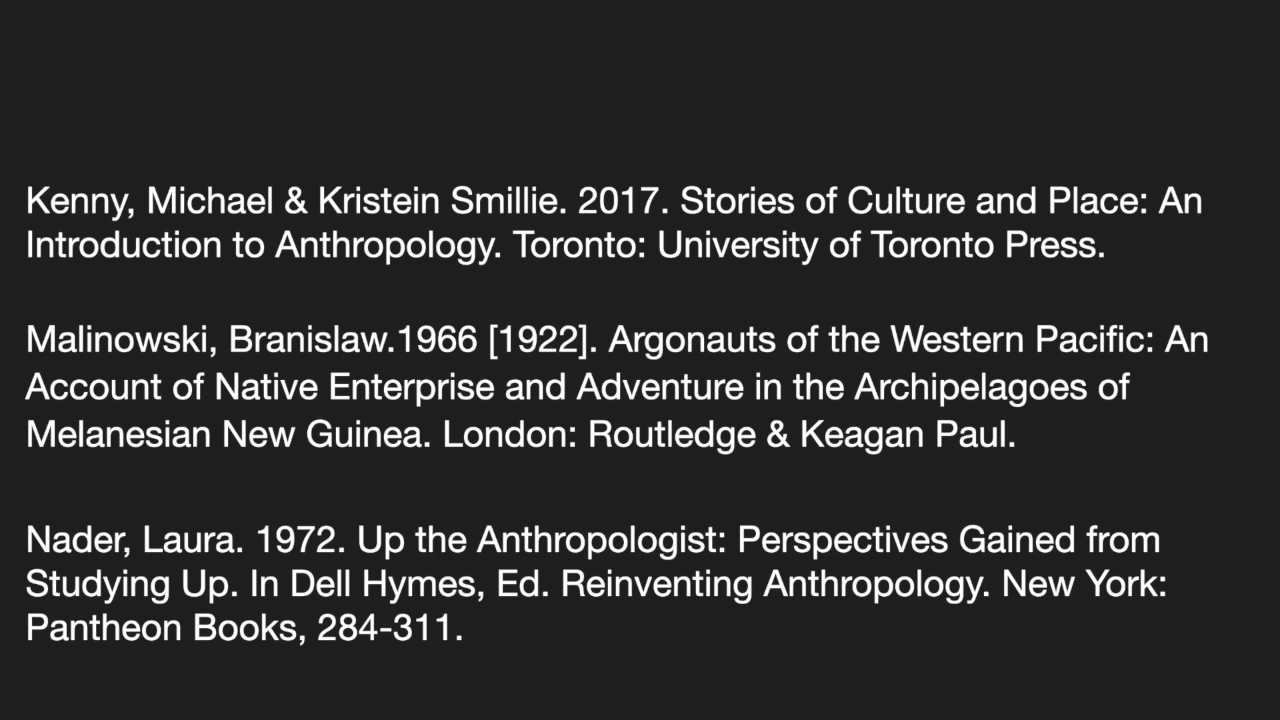 Kenny, Michael & Kristein Smillie. 2017. Stories of Culture and Place: An
Introduction to Anthropology. Toronto: University of Toronto Press.
Malinowski, Branislaw.1966 [1922]. Argonauts of the Western Pacific: An
Account of Native Enterprise and Adventure in the Archipelagoes of
Melanesian New Guinea. London: Routledge & Keagan Paul.
Nader, Laura. 1972. Up the Anthropologist: Perspectives Gained from
Studying Up. In Dell Hymes, Ed. Reinventing Anthropology. New York:
Pantheon Books, 284-311.